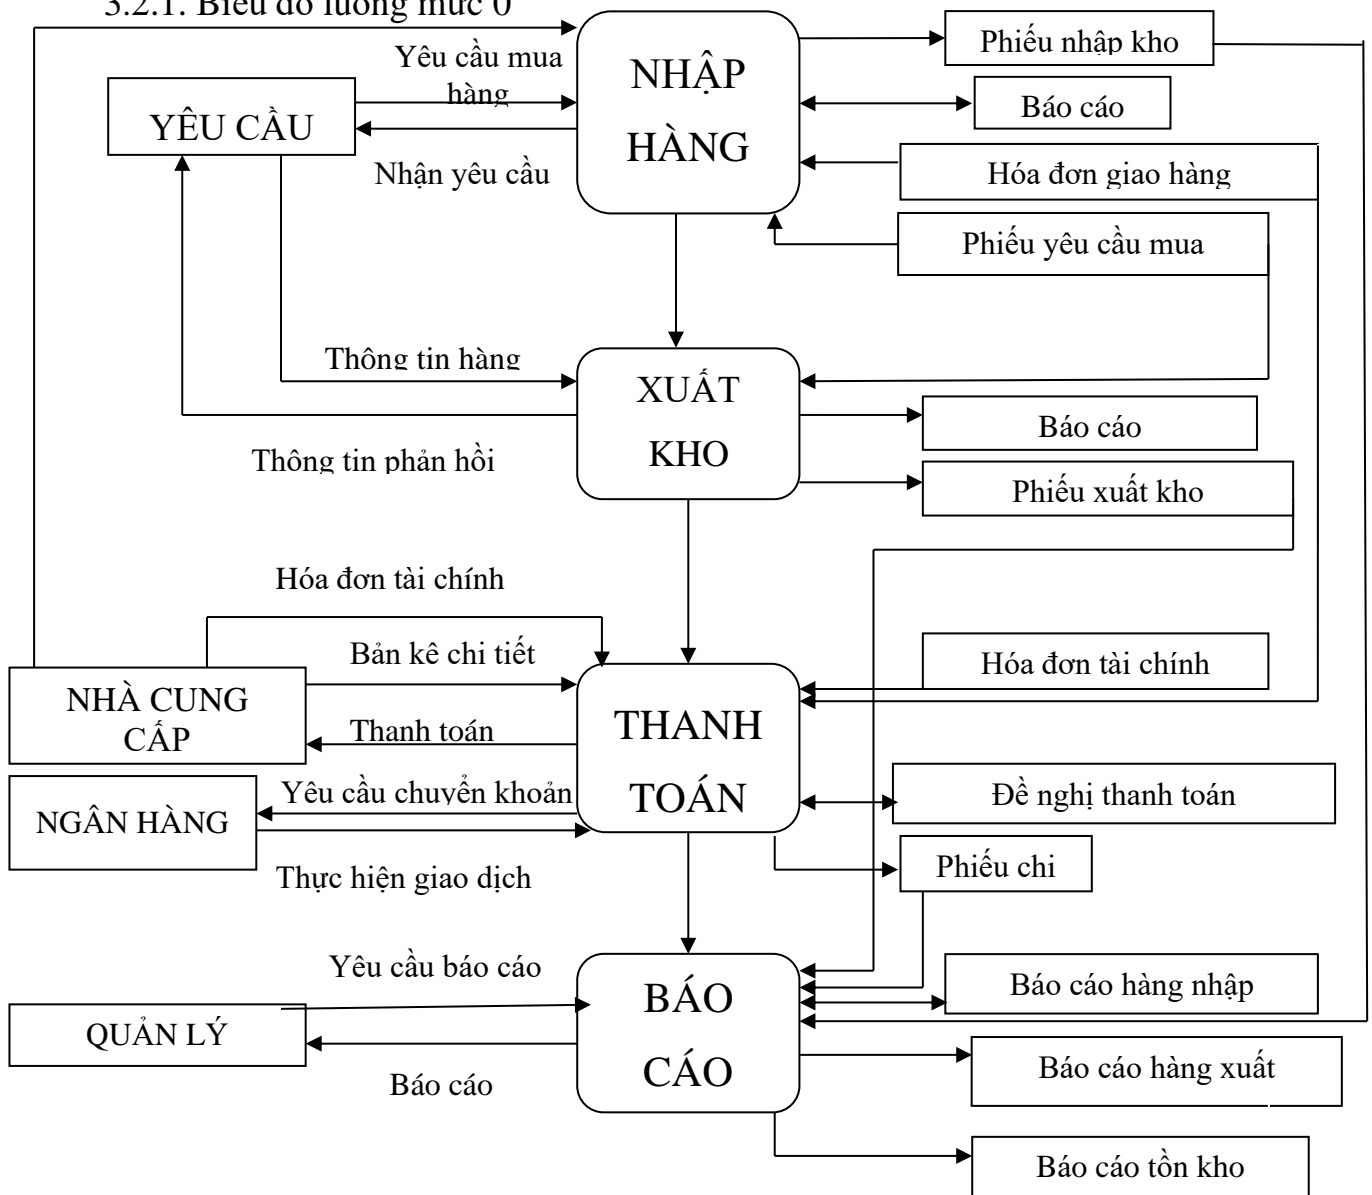 3.2.1. Biểu đồ luồng mức 0
Yêu cầu mua
hàng
NHẬP
HÀNG
Phiếu nhập kho
Báo cáo
YÊU CẦU
Nhận yêu cầu
Hóa đơn giao hàng
Phiếu yêu cầu mua
Thông tin hàng
XUẤT
KHO
Báo cáo
Thông tin phản hồi
Phiếu xuất kho
Hóa đơn tài chính
Bản kê chi tiết
Hóa đơn tài chính
NHÀ CUNG
CẤP
Thanh toán
THANH
TOÁN
Yêu cầu chuyển khoản
Đề nghị thanh toán
NGÂN HÀNG
Thực hiện giao dịch
Phiếu chi
Yêu cầu báo cáo
BÁO
CÁO
Báo cáo hàng nhập
QUẢN LÝ
Báo cáo
Báo cáo hàng xuất
Báo cáo tồn kho